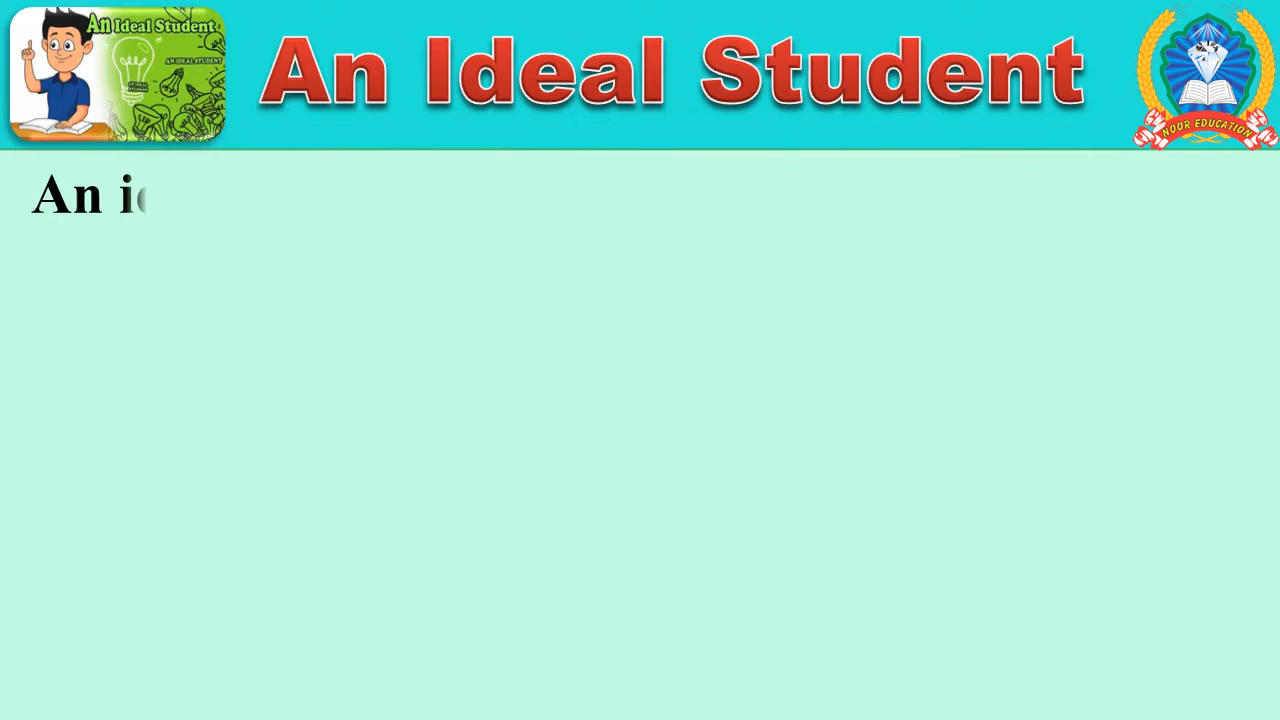 An Ideal Student
AN IDEAL STUDENT
An Ideal Student
NOOR EDUCATION
An i